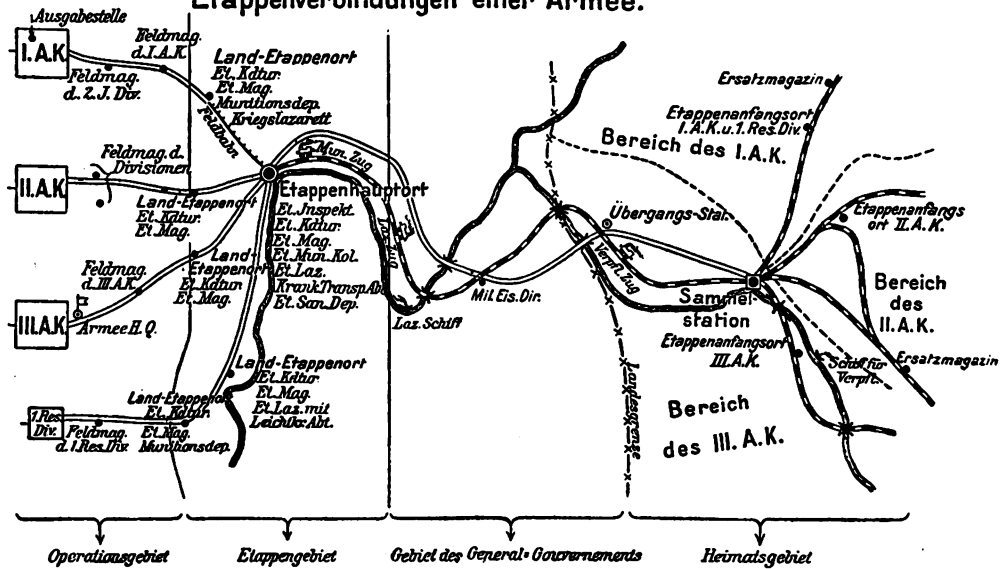 Etappenverbindungen einer Armee.
Ausgabestelle
I.A.K
Feldmag.
d.I.A.K.
Feldmag.
d.2.J.Div.
Land-Etappenort
Et.Kdtur.
Et.Mag.
Munitionsdep.
Kriegslazarett
Feldbahn
II.A.K
Feldmag.d.
Divisionen
Land-Etappenort
Et.Kdtur.
Et.Mag.
Mun.Zug
Etappenhauptort
Et.Inspekt.
Et.Kdtur.
Et.Mag.
Et.Mun.Kol.
Et.Laz.
Krank.Transp.Abt.
Et.San.Dep.
Laz.Zug
Feldmag.
d.III.A.K.
Land-
Etappenort
Et.Kdtur
Et.Mag.
III.A.K
Armee H.Q.
Laz.Schiff
Mil.Eis.Dir.
Land-Etappenort
Et.Kdtur.
Et.Mag.
Et.Laz.mit
Leichtkr.Abt.
1.Res.
Div.
Feldmag.
d.1.Res.Div.
Land-Etappenort
Et.Kdtur
Et.Mag.
Munitionsdep.
Ersatzmagazin
Etappenanfangsort
I.A.K.u.1.Res.Div.
Bereich des I.A.K.
Übergangs-Stat.
Verpfl.Zug
Etappenanfangs
ort II.A.K.
Sammel-
station
Bereich
des
II.A.K.
Etappenanfangsort
III.A.K.
Schiff für
Verpfl.
Ersatzmagazin
Landesgrenze
Bereich
des III.A.K.
Operationsgebiet
Etappengebiet
Gebiet des General-Gouvernements
Heimatsgebiet